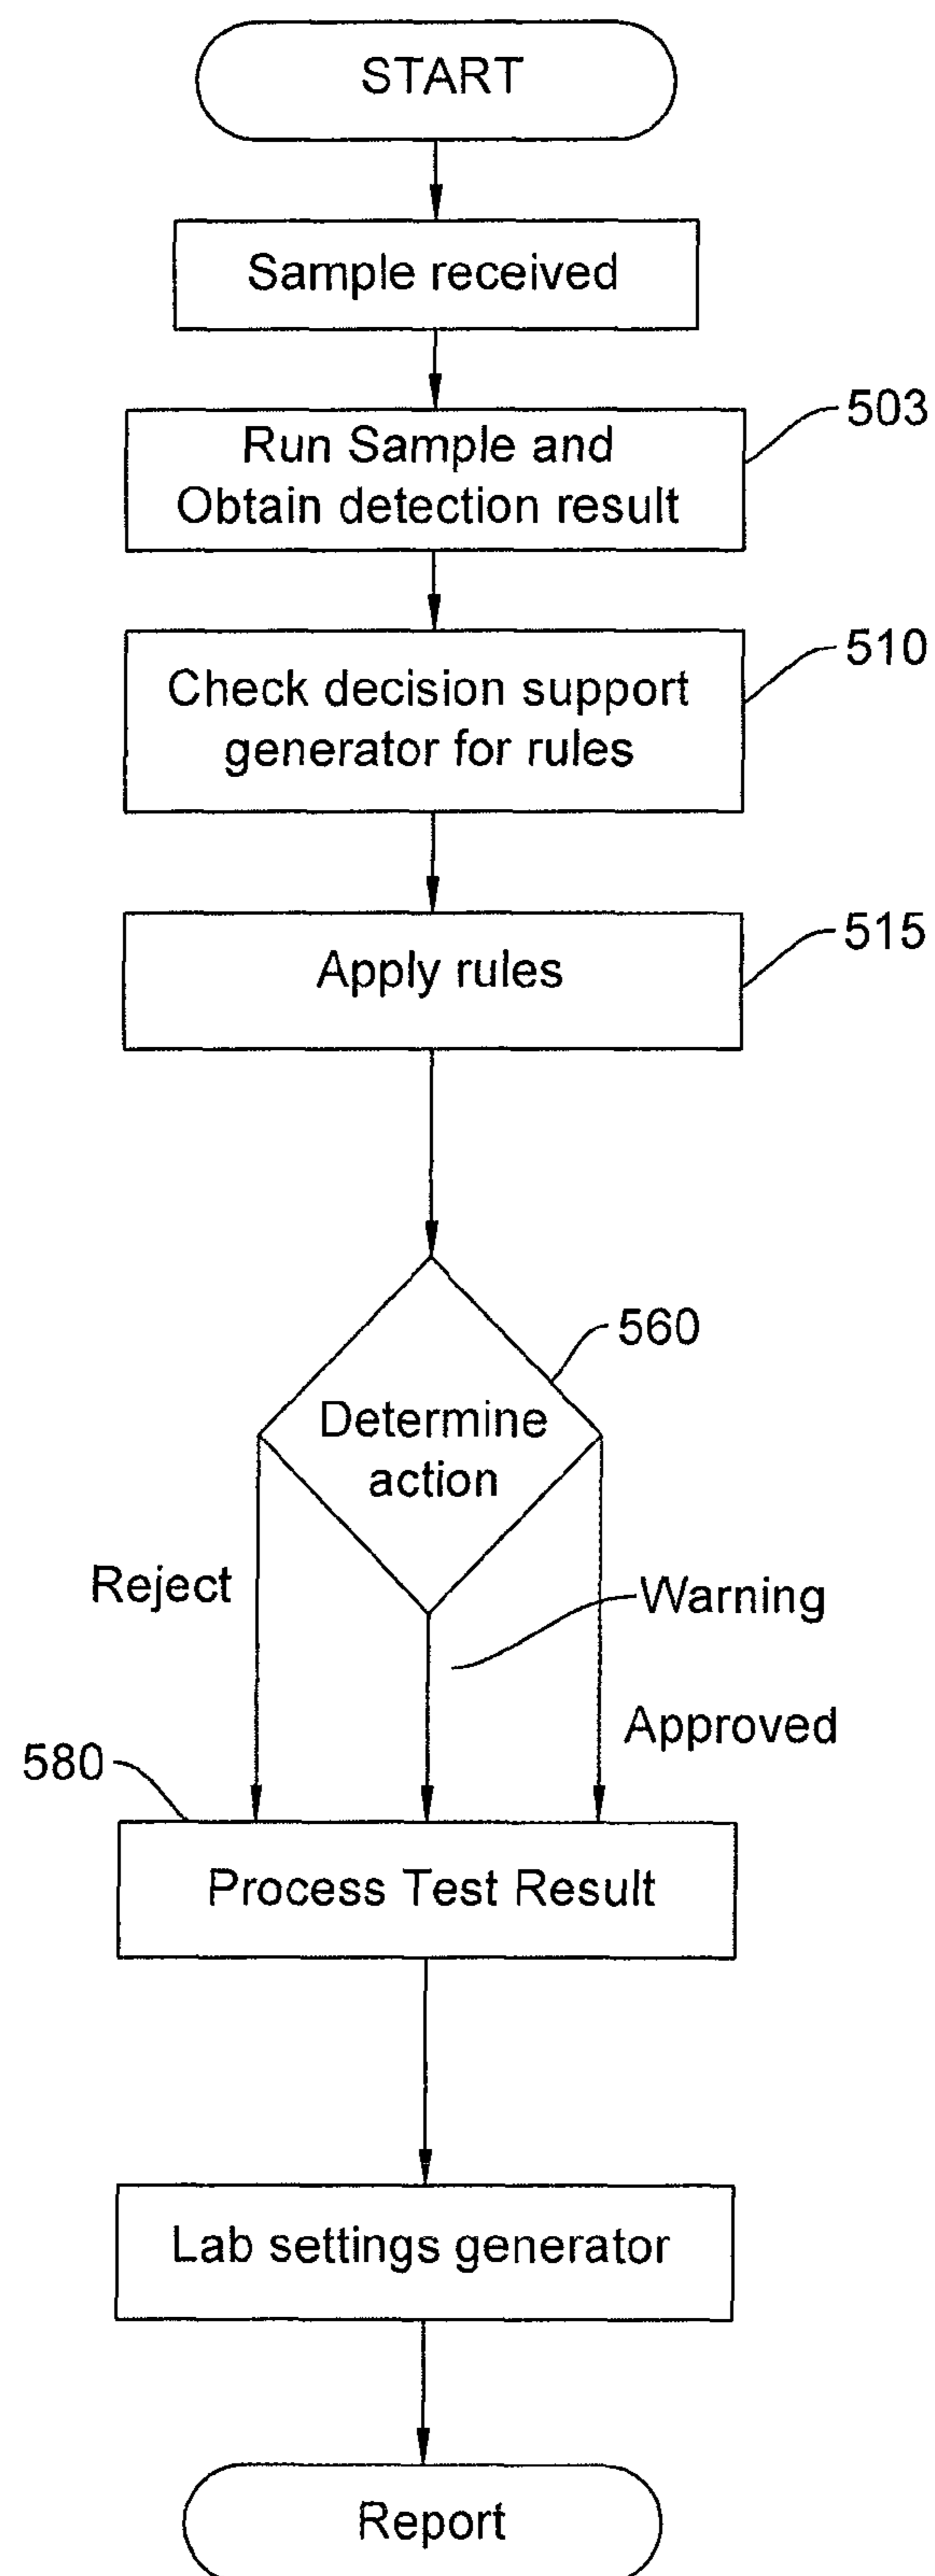 START
Sample received
503
Run Sample and
Obtain detection result
510
Check decision support
generator for rules
515
Apply rules
560
Determine
action
Reject
Warning
Approved
580
Process Test Result
Lab settings generator
Report